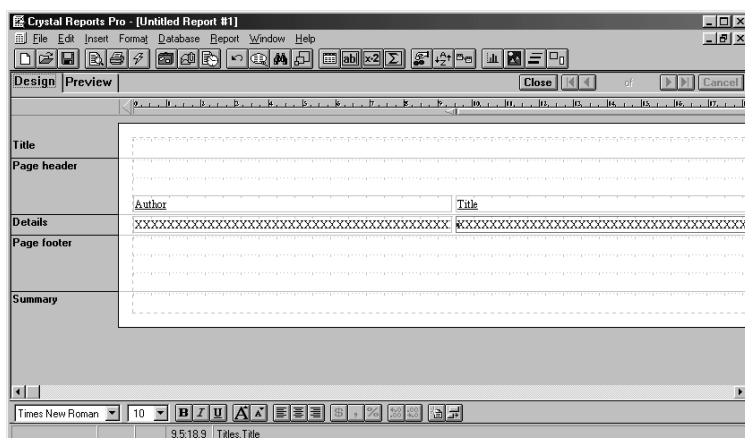 Crystal Reports Pro - [Untitled Report #1]
File Edit Insert Format Database Report Window Help
Design Preview Close of Cancel
Title
Page header
Author Title
Details XXXXXXXXXXXXXXXXXXXXXXXXXXXXXXXXXXXXXX XXXXXXXXXXXXXXXXXXXXXXXXXXXXXXXXXXX
Page footer
Summary
Times New Roman 10 B I U A A $ , %
9.5:18.9 Titles.Title